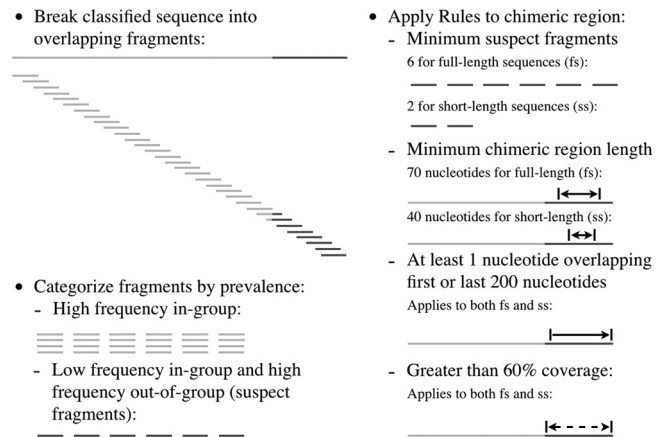 • Break classified sequence into
overlapping fragments:
• Categorize fragments by prevalence:
- High frequency in-group:
- Low frequency in-group and high
frequency out-of-group (suspect
fragments):
• Apply Rules to chimeric region:
- Minimum suspect fragments
6 for full-length sequences (fs):
2 for short-length sequences (ss):
- Minimum chimeric region length
70 nucleotides for full-length (fs):
40 nucleotides for short-length (ss):
- At least 1 nucleotide overlapping
first or last 200 nucleotides
Applies to both fs and ss:
- Greater than 60% coverage:
Applies to both fs and ss: